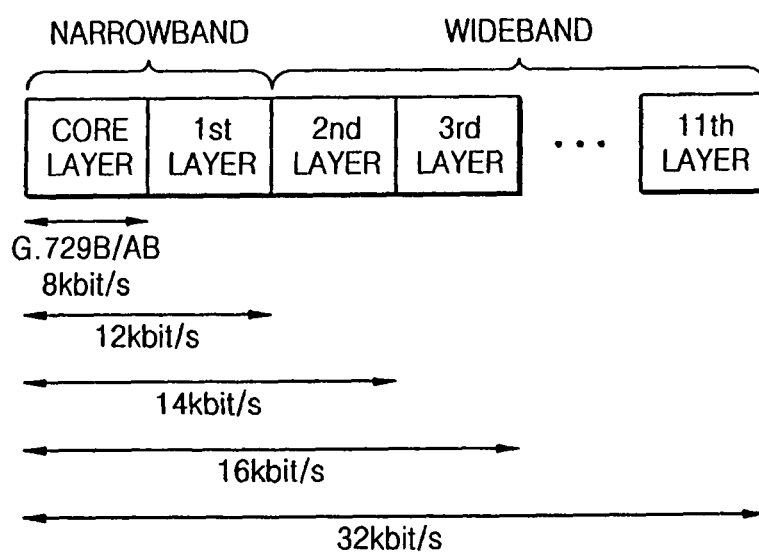 NARROWBAND WIDEBAND
CORE LAYER
1st LAYER
2nd LAYER
3rd LAYER
...
11th LAYER
G.729B/AB
8kbit/s
12kbit/s
14kbit/s
16kbit/s
32kbit/s